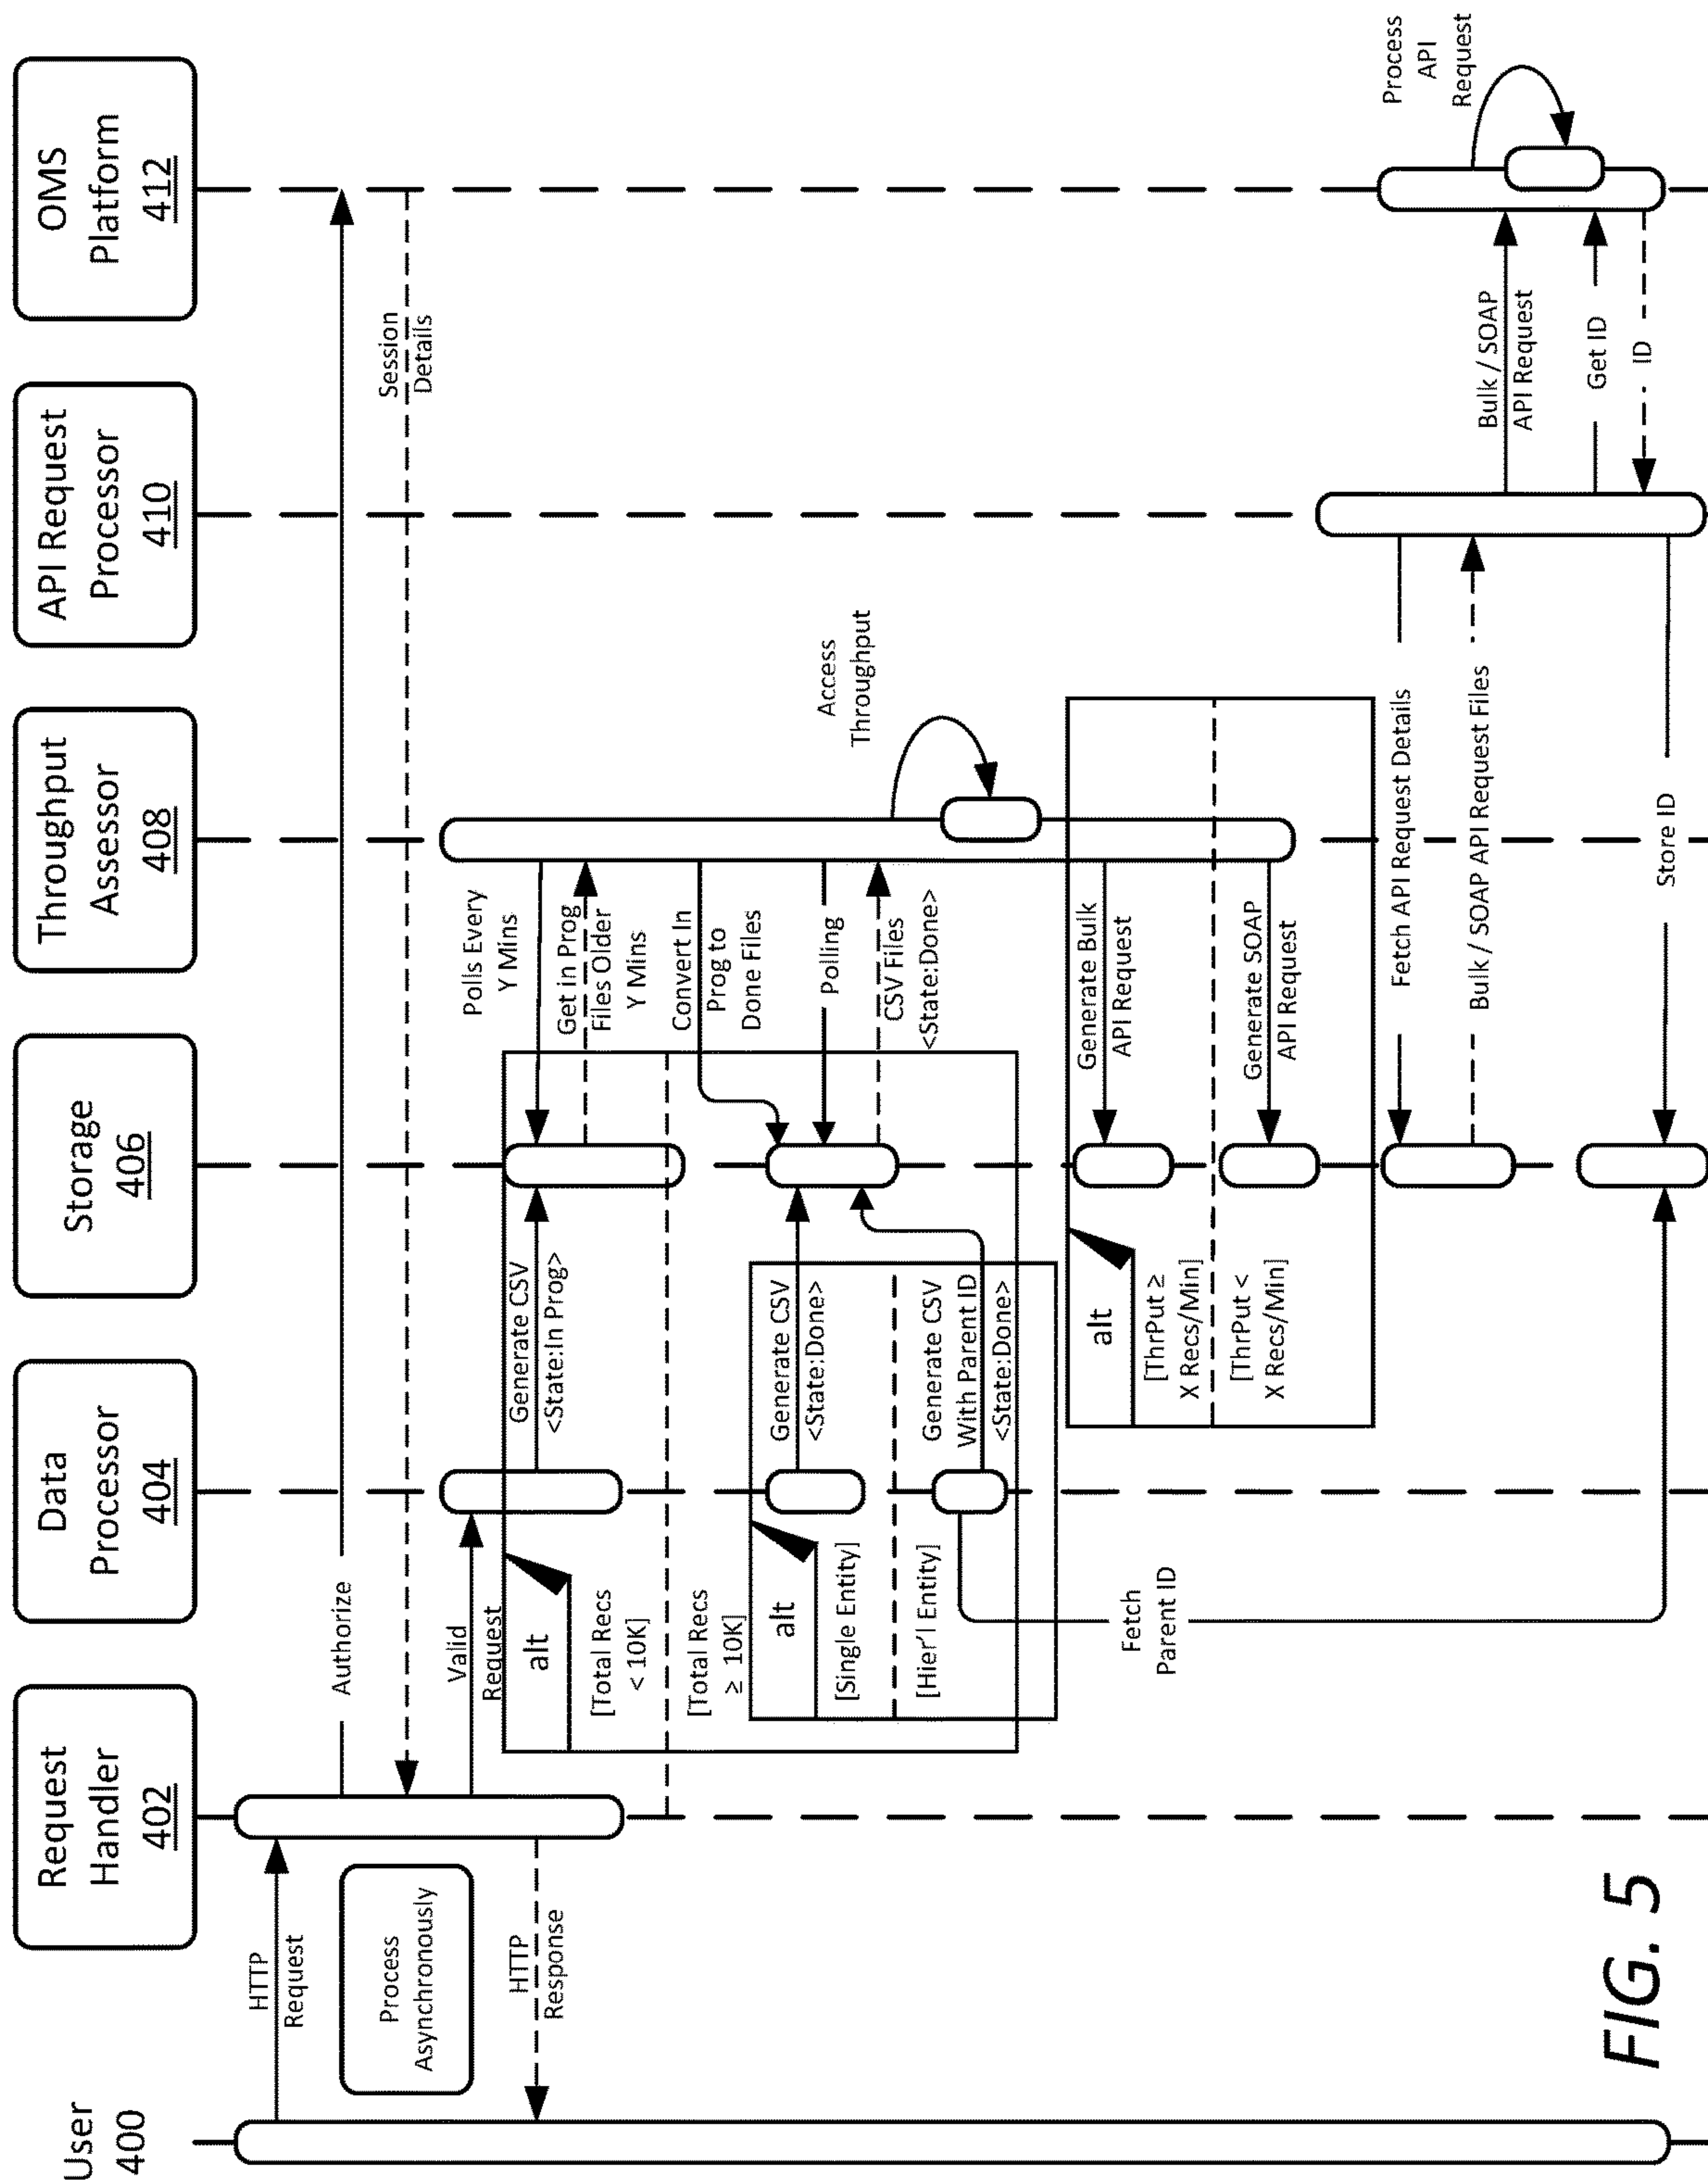 User
400
Request
Handler
402
Data
Processor
404
Storage
406
Throughput
Assessor
408
API Request
Processor
410
OMS
Platform
412
HTTP
Request
Process
Asynchronously
Authorize
Session
Details
Valid
Request
HTTP
Response
alt
[Total Recs
< 10K]
Generate CSV
<State:In Prog>
Polls Every
Y Mins
Get in Prog
Files Older
Y Mins
Convert In
Prog to
Done Files
[Total Recs
≥ 10K]
alt
[Single Entity]
Generate CSV
<State:Done>
Polling
CSV Files
<State:Done>
Access
Throughput
[Hier'l Entity]
Generate CSV
With Parent ID
<State:Done>
Fetch
Parent ID
alt
[ThrPut ≥
X Recs/Min]
Generate Bulk
API Request
[ThrPut <
X Recs/Min]
Generate SOAP
API Request
Fetch API Request Details
Bulk / SOAP API Request Files
Process
API
Request
Bulk / SOAP
API Request
Get ID
ID
Store ID
FIG. 5